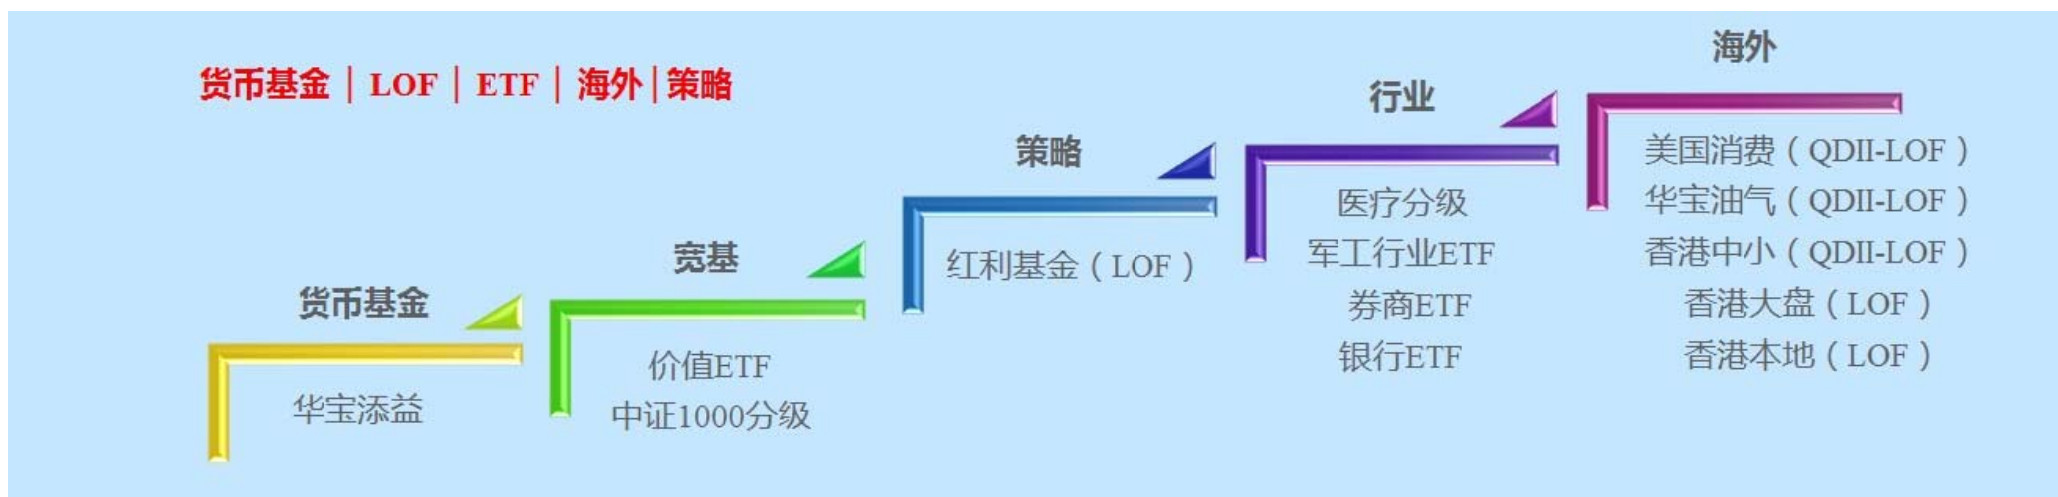 货币基金｜LOF｜ETF｜海外|策略
货币基金
华宝添益
宽基
价值ETF
中证1000分级
策略
红利基金（LOF）
行业
医疗分级
军工行业ETF
券商ETF
银行ETF
海外
美国消费（QDII-LOF）
华宝油气（QDII-LOF）
香港中小（QDII-LOF）
香港大盘（LOF）
香港本地（LOF）